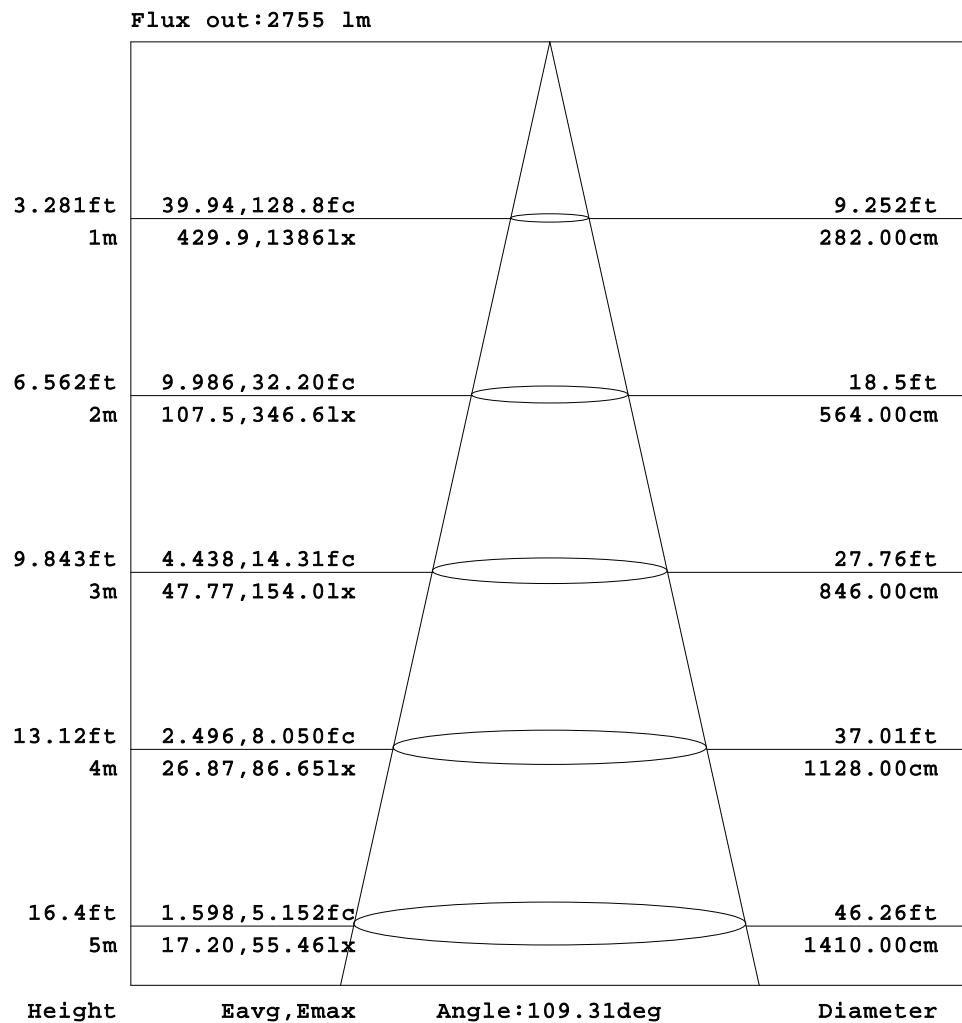 Flux out:2755 lm
3.281ft 39.94,128.8fc 9.252ft
1m 429.9,1386lx 282.00cm
6.562ft 9.986,32.20fc 18.5ft
2m 107.5,346.6lx 564.00cm
9.843ft 4.438,14.31fc 27.76ft
3m 47.77,154.0lx 846.00cm
13.12ft 2.496,8.050fc 37.01ft
4m 26.87,86.65lx 1128.00cm
16.4ft 1.598,5.152fc 46.26ft
5m 17.20,55.46lx 1410.00cm
Height Eavg,Emax Angle:109.31deg Diameter